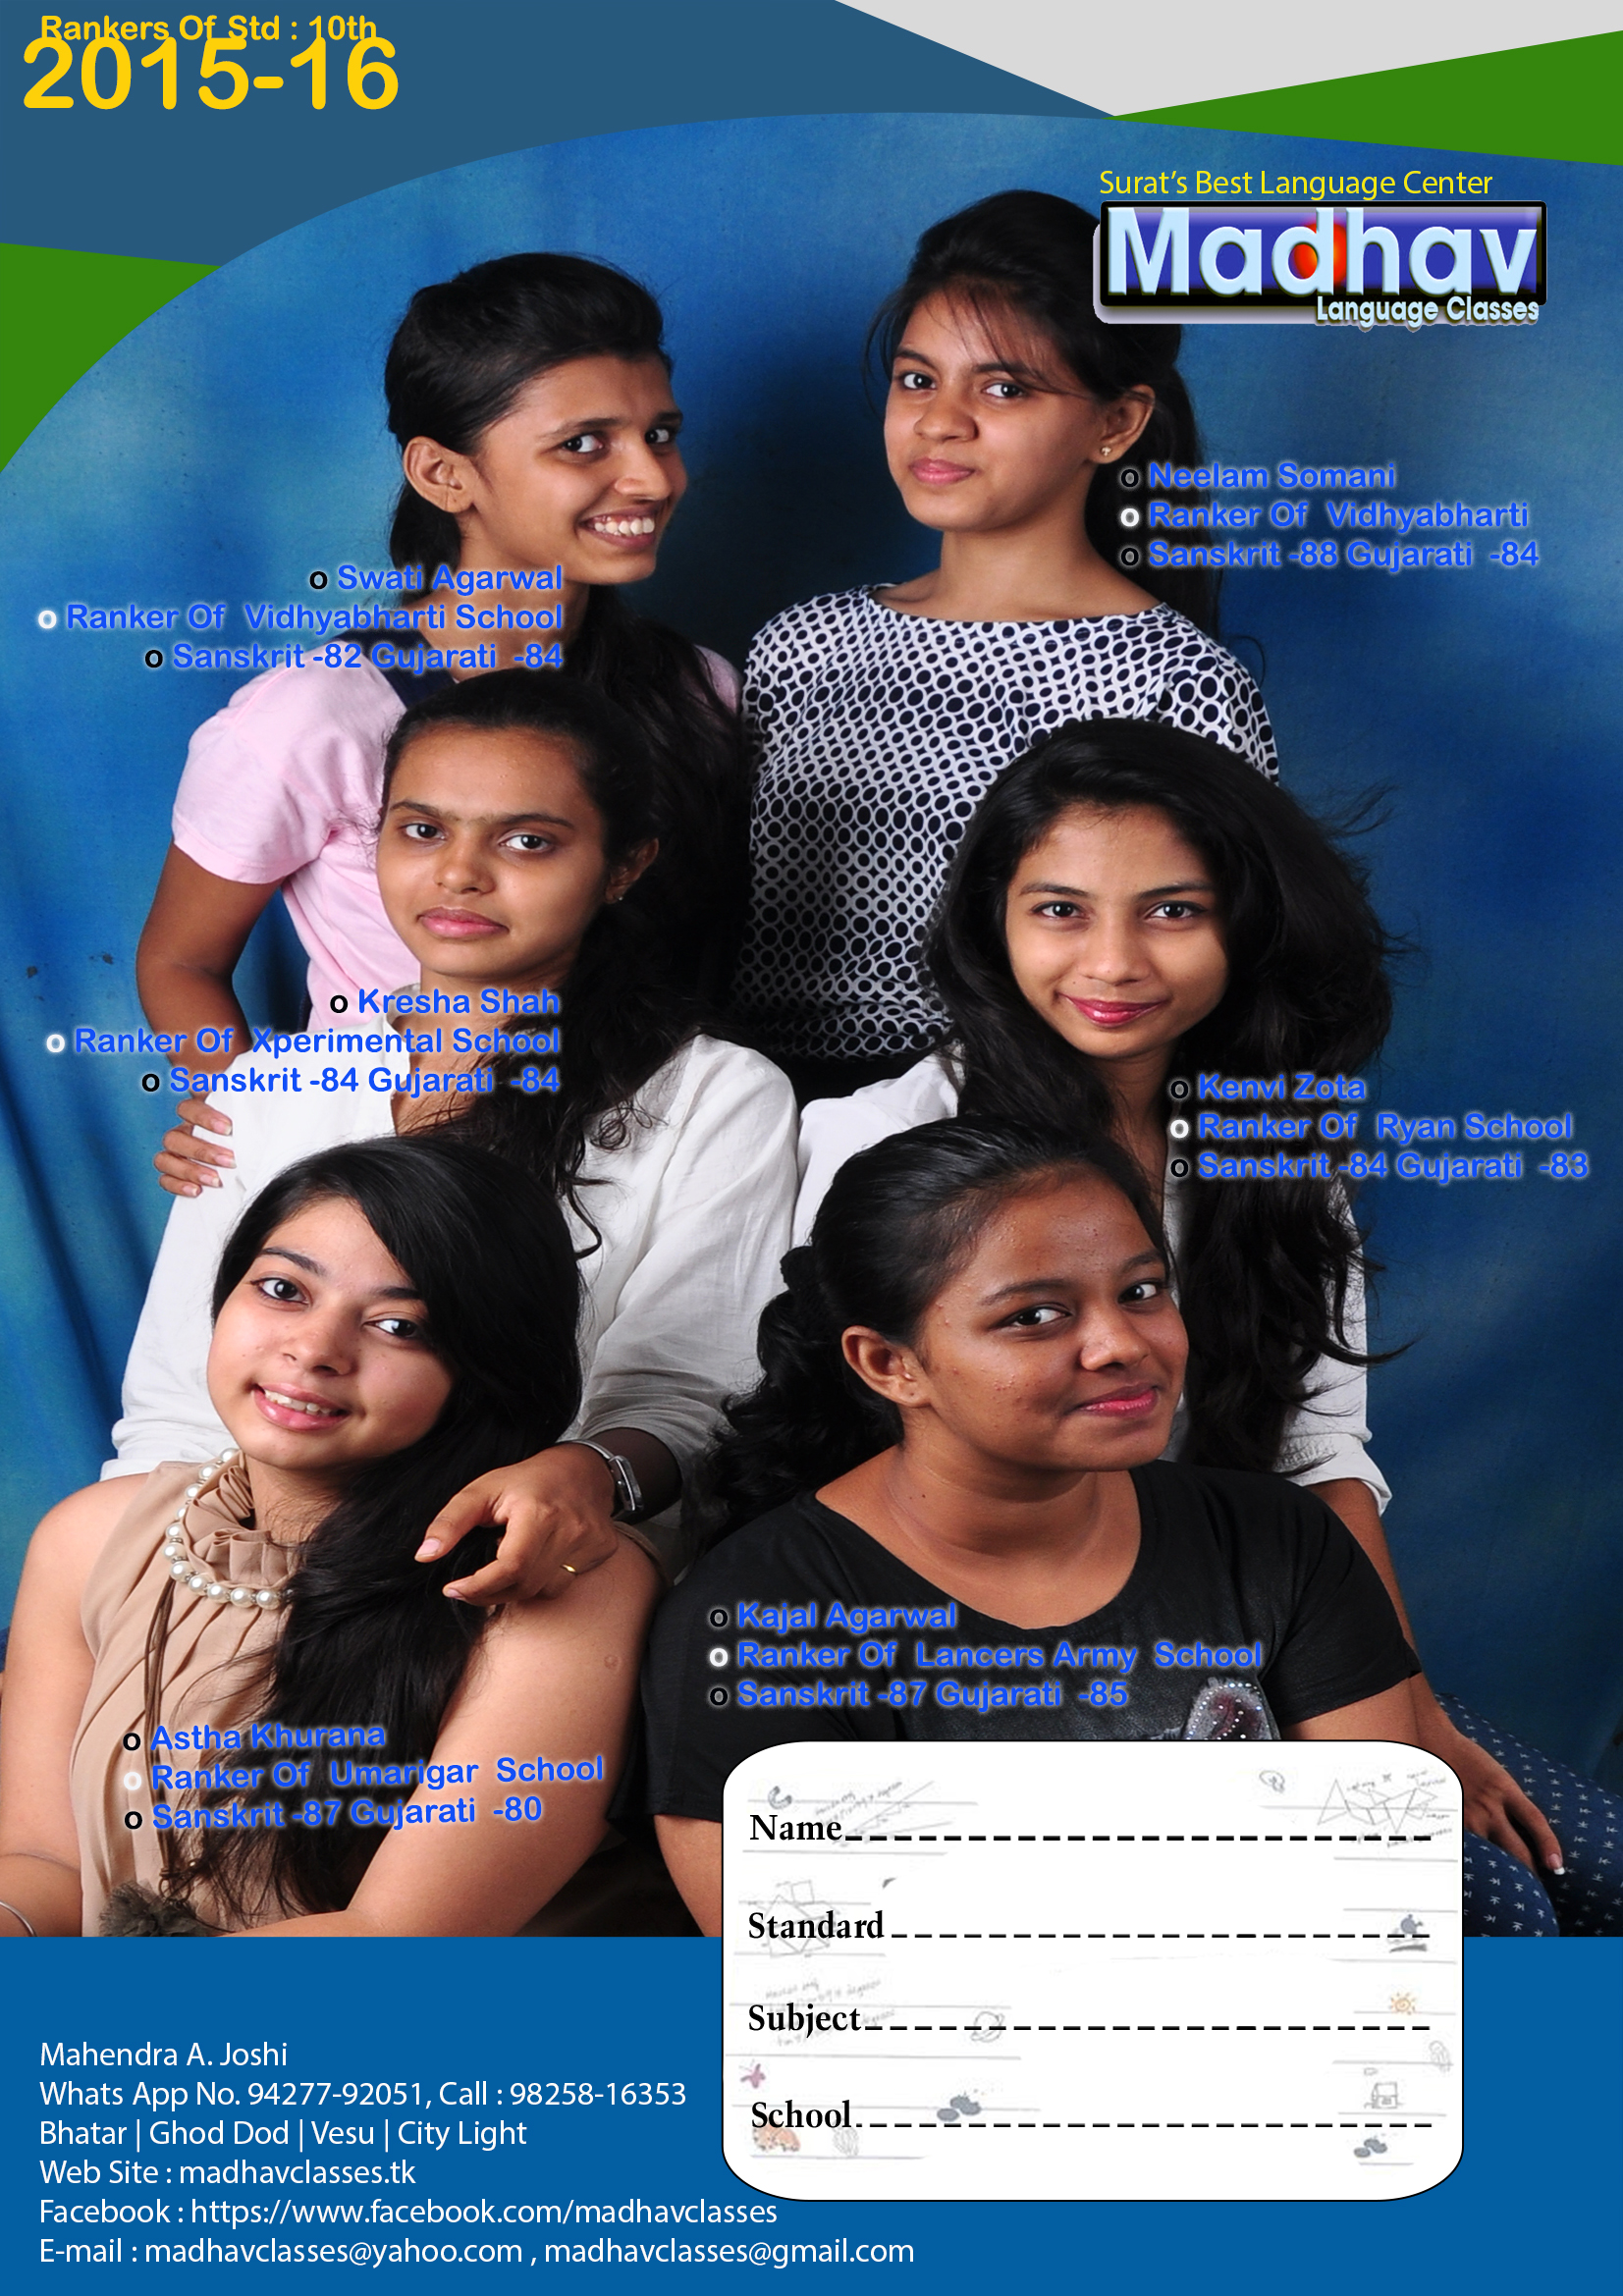 Rankers Of Std : 10th
2015-16
Surat's Best Language Center
Madhav
Language Classes
o Neelam Somani
o Ranker Of Vidhyabharti
o Sanskrit -88 Gujarati -84
o Swati Agarwal
o Ranker Of Vidhyabharti School
o Sanskrit -82 Gujarati -84
o Kresha Shah
o Ranker Of Xperimental School
o Sanskrit -84 Gujarati -84
o Kenvi Zota
o Ranker Of Ryan School
o Sanskrit -84 Gujarati -83
o Kajal Agarwal
o Ranker Of Lancers Army School
o Sanskrit -87 Gujarati -85
o Astha Khurana
o Ranker Of Umarigar School
o Sanskrit -87 Gujarati -80
Name
Standard
Subject
School
Mahendra A. Joshi
Whats App No. 94277-92051, Call : 98258-16353
Bhatar | Ghod Dod | Vesu | City Light
Web Site : madhavclasses.tk
Facebook : https://www.facebook.com/madhavclasses
E-mail : madhavclasses@yahoo.com , madhavclasses@gmail.com